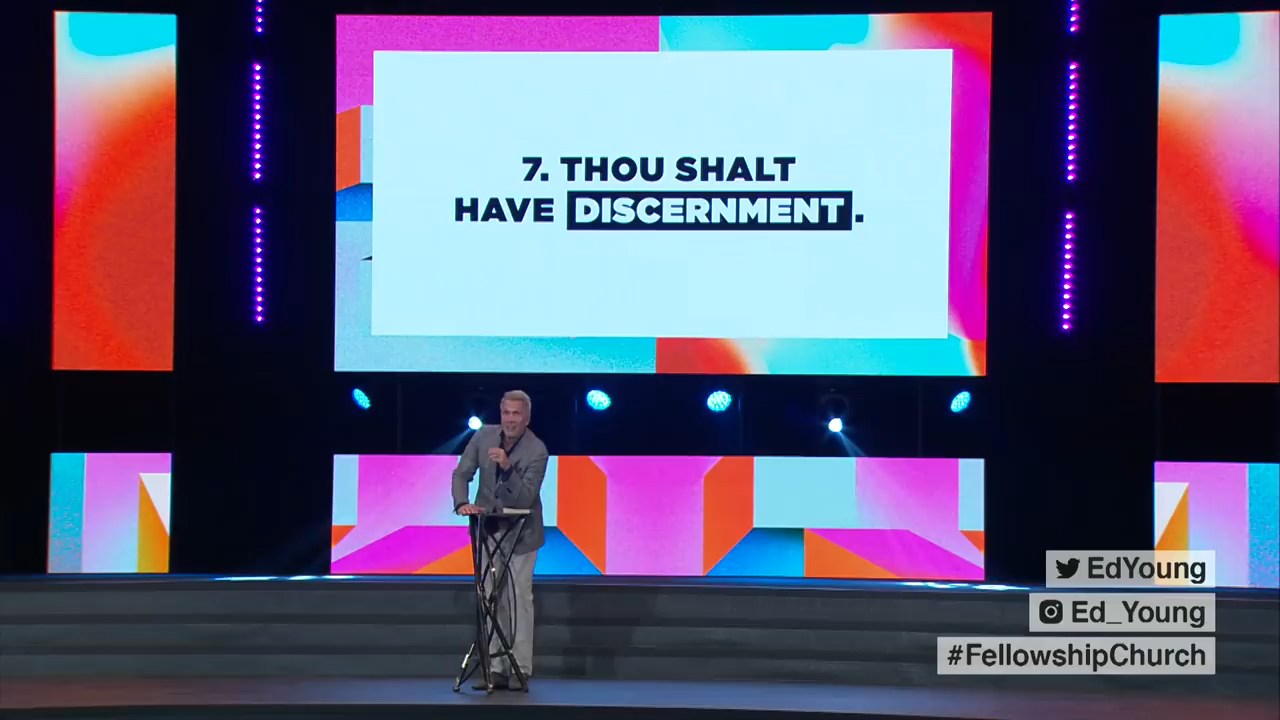 7. THOU SHALT
HAVE DISCERNMENT.
EdYoung
Ed_Young
#FellowshipChurch